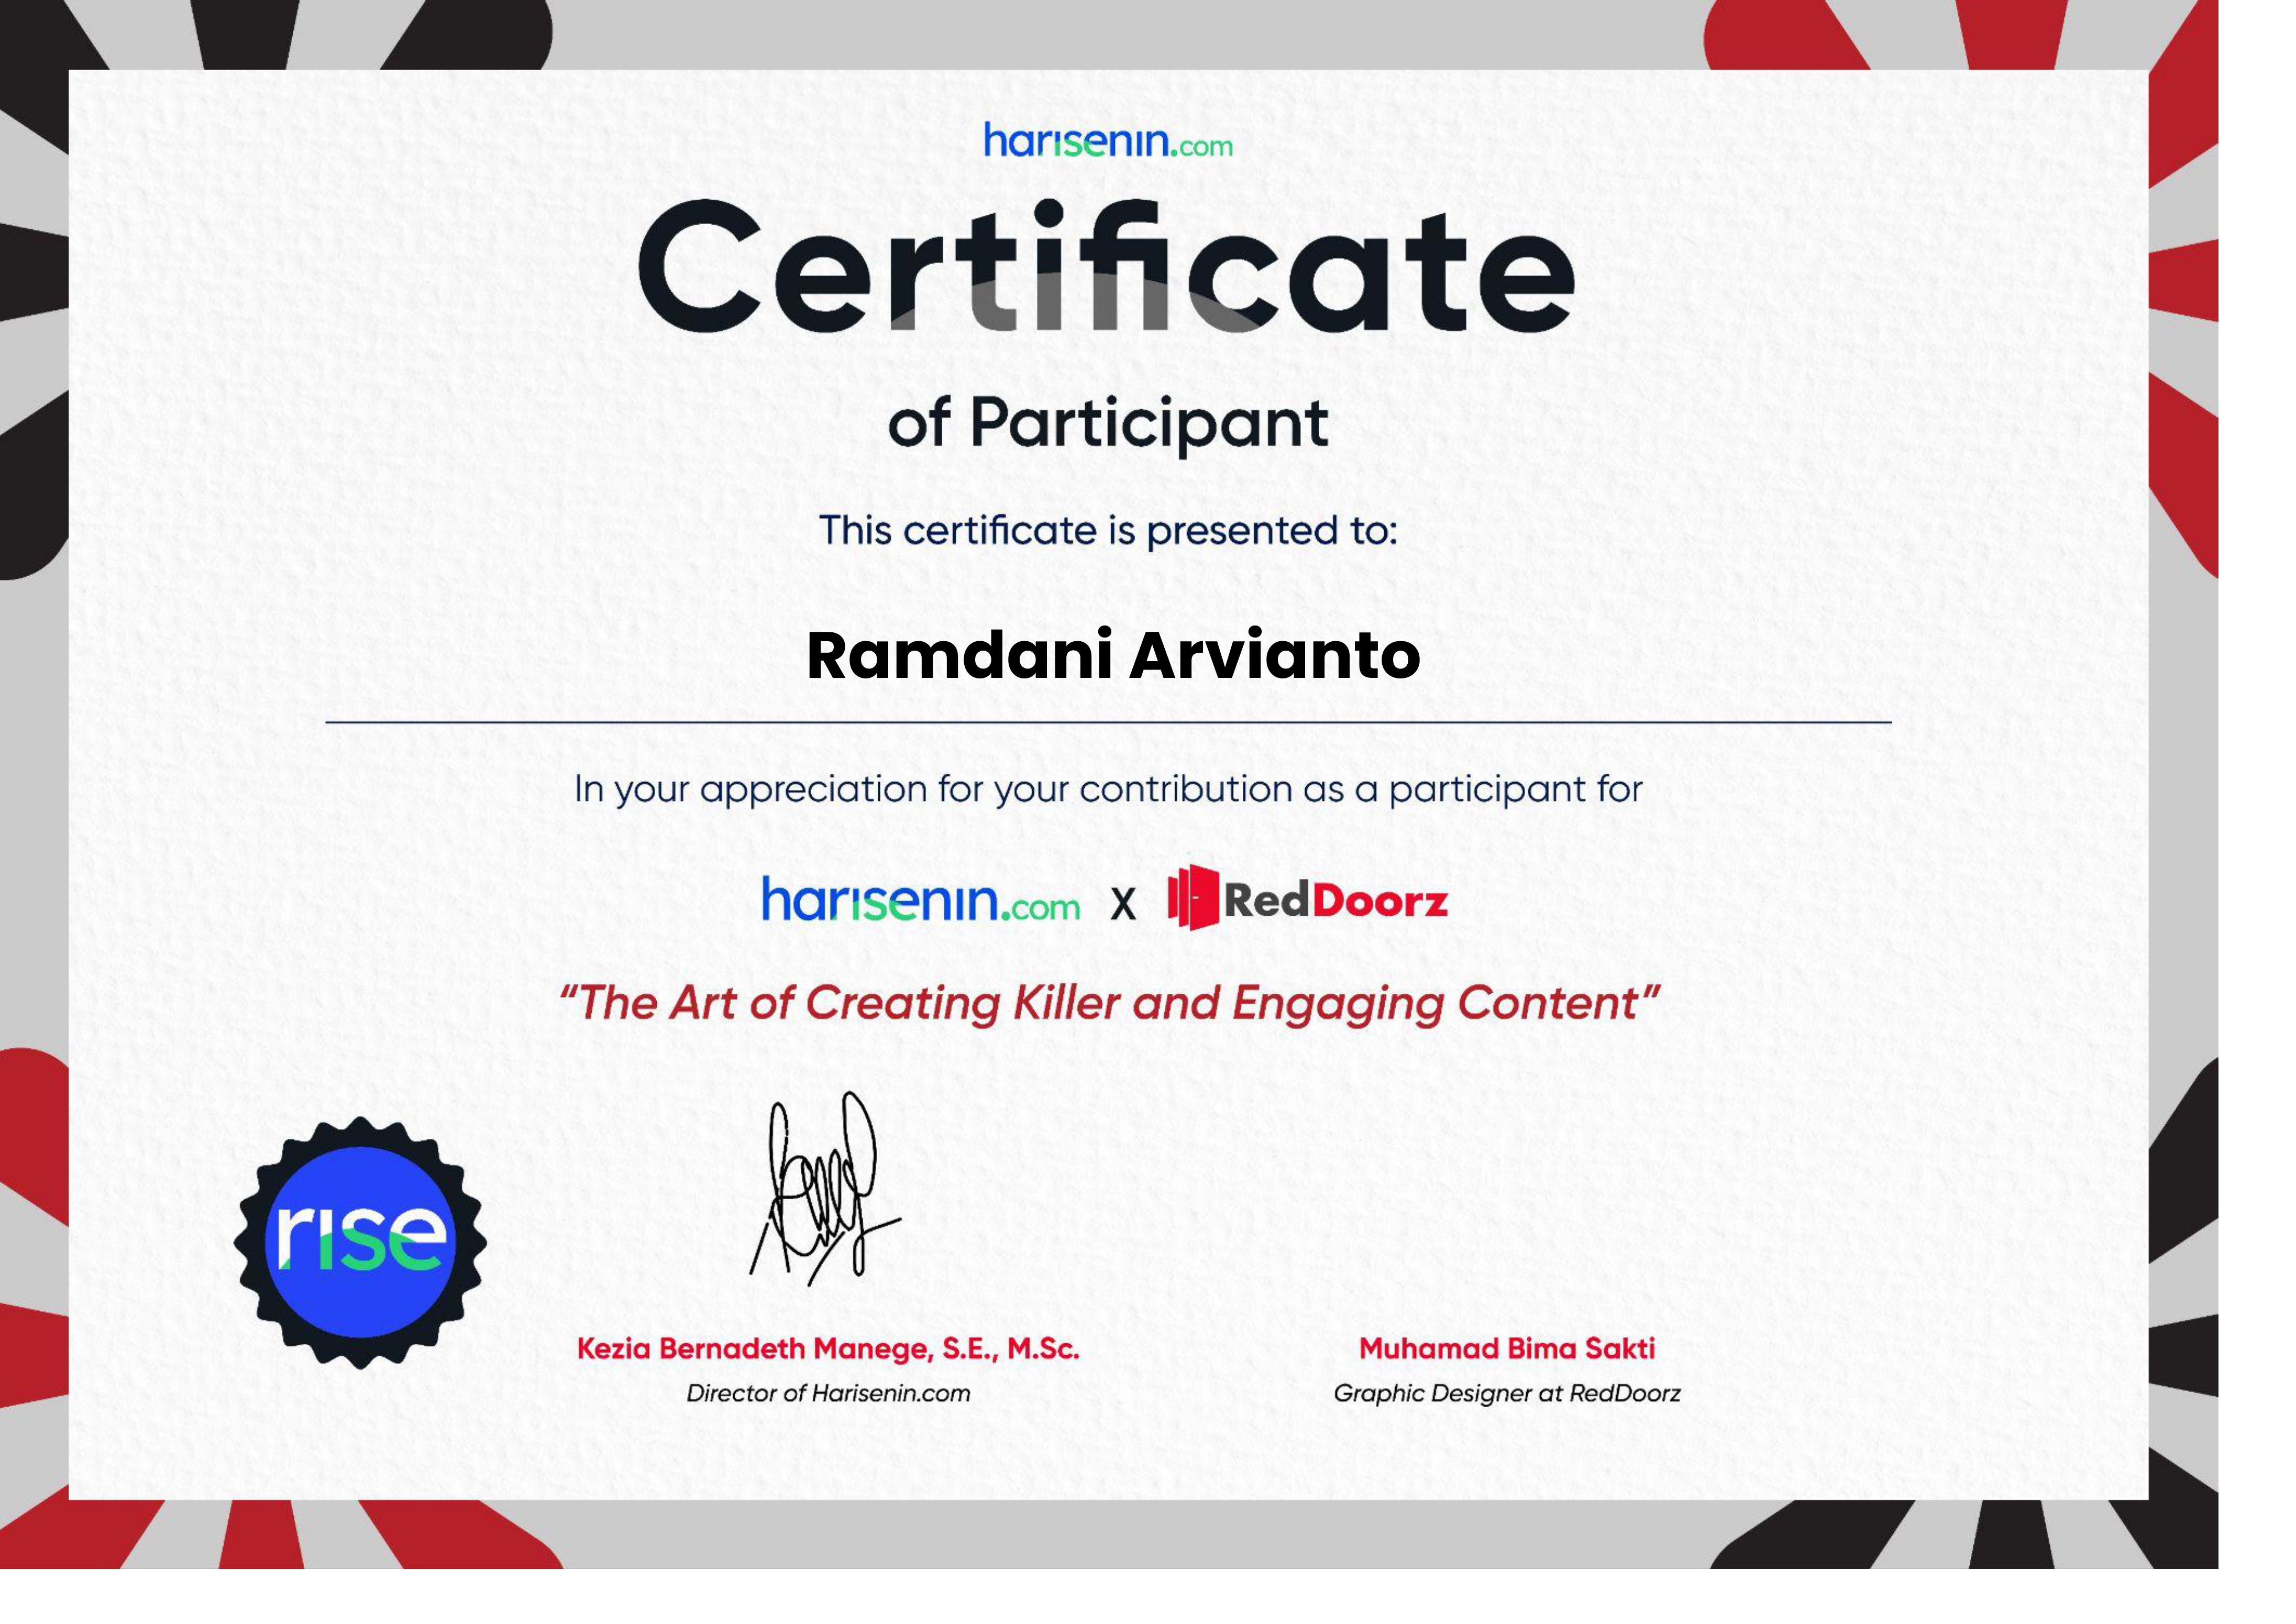 harisenin.com
Certificate
of Participant
This certificate is presented to:
Ramdani Arvianto
In your appreciation for your contribution as a participant for
harisenin.com X RedDoorz
“The Art of Creating Killer and Engaging Content”
rise
Kezia Bernadeth Manege, S.E., M.Sc.
Director of Harisenin.com
Muhamad Bima Sakti
Graphic Designer at RedDoorz